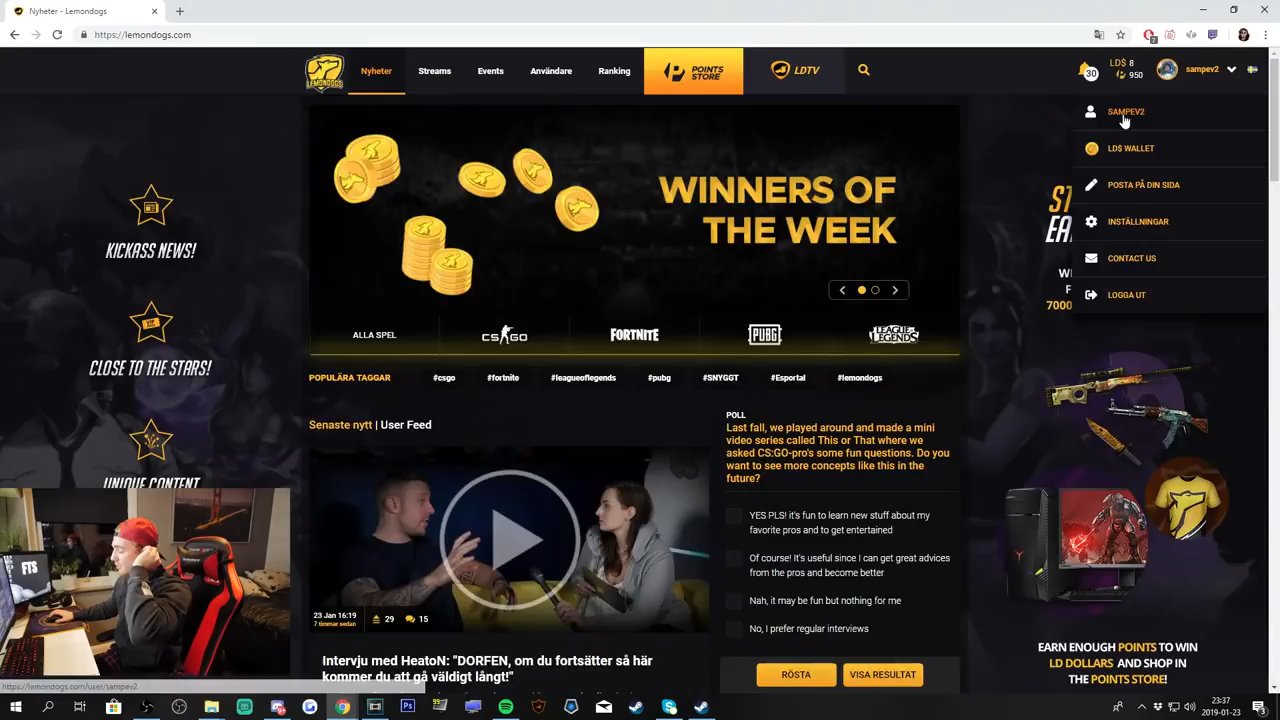 Nyheter - Lemondogs
https://lemondogs.com
7
LEMONDOGS
Nyheter
Streams
Events
Användare
Ranking
POINTS
STORE
LDTV
30
LD$ 8
950
sampev2
SAMPEV2
LD$ WALLET
POSTA PÅ DIN SIDA
INSTÄLLNINGAR
CONTACT US
LOGGA UT
WINNERS OF
THE WEEK
KICKASS NEWS!
CLOSE TO THE STARS!
UNIQUE CONTENT
ALLA SPEL
CS GO
FORTNITE
PUBG
LEAGUE
LEGENDS
POPULÄRA TAGGAR
#csgo
#fortnite
#leagueoflegends
#pubg
#SNYGGT
#Esportal
#lemondogs
Senaste nytt | User Feed
23 Jan 16:19
7 timmar sedan
29
15
Intervju med HeatoN: "DORFEN, om du fortsätter så här
kommer du att gå väldigt långt!"
POLL
Last fall, we played around and made a mini
video series called This or That where we
asked CS:GO-pro's some fun questions. Do you
want to see more concepts like this in the
future?
YES PLS! it's fun to learn new stuff about my
favorite pros and to get entertained
Of course! It's useful since I can get great advices
from the pros and become better
Nah, it may be fun but nothing for me
No, I prefer regular interviews
RÖSTA
VISA RESULTAT
ST
EA
W
F
7000
EARN ENOUGH POINTS TO WIN
LD DOLLARS AND SHOP IN
THE POINTS STORE!
FTS
https://lemondogs.com/user/sampev2
23:37
2019-01-23
3